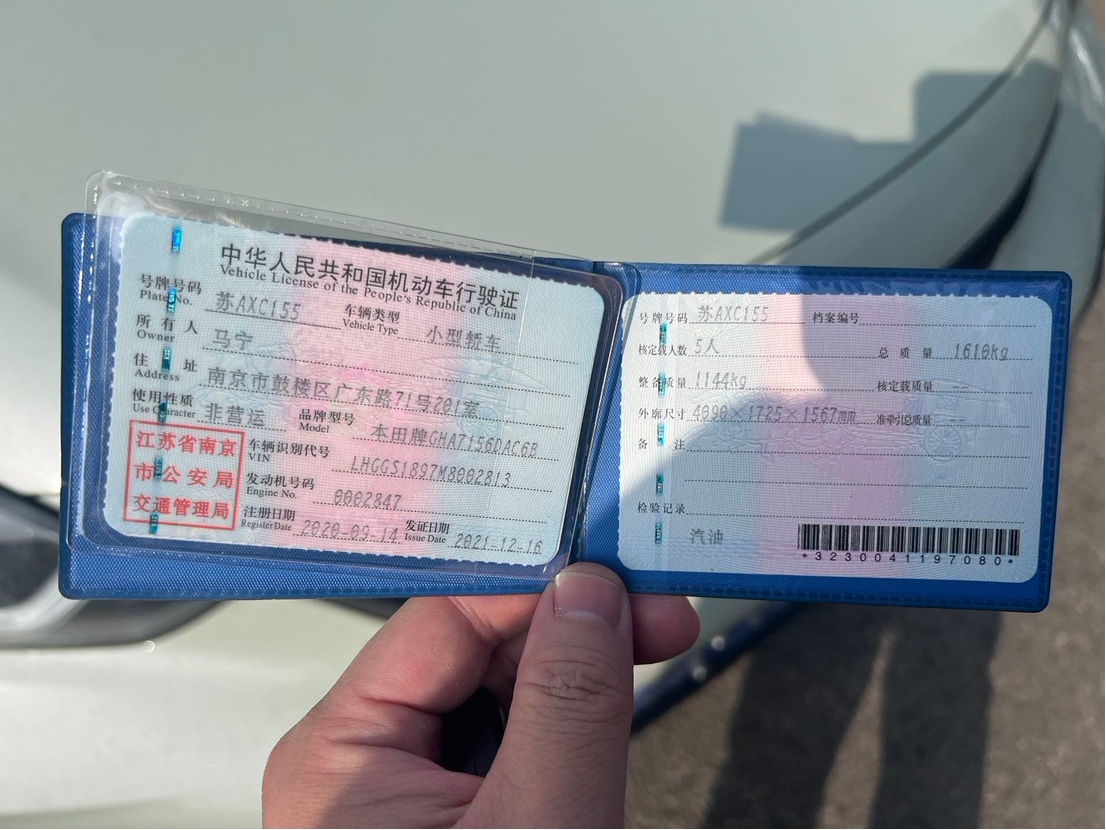 中华人民共和国机动车行驶证
Vehicle License of the People's Republic of China
号牌号码 苏AXC155 车辆类型 小型轿车
Plate No. Vehicle Type
所有人 马宁
Owner
住址 南京市鼓楼区广东路71号201室
Address
使用性质 非营运 品牌型号 本田牌GHA7156DAC6B
Use Character Model
江苏省南京
市公安局
交通管理局
车辆识别代号 LHGGS1897M8002813
VIN
发动机号码 0002847
Engine No.
注册日期 2020-09-14 发证日期 2021-12-16
Register Date Issue Date
号牌号码 苏AXC155 档案编号
核定载人数 5人 总质量 1610kg
整备质量 1144kg 核定载质量 --
外廓尺寸 4090×1725×1567mm 准牵引总质量 --
备注
检验记录
汽油
*3230041197080*